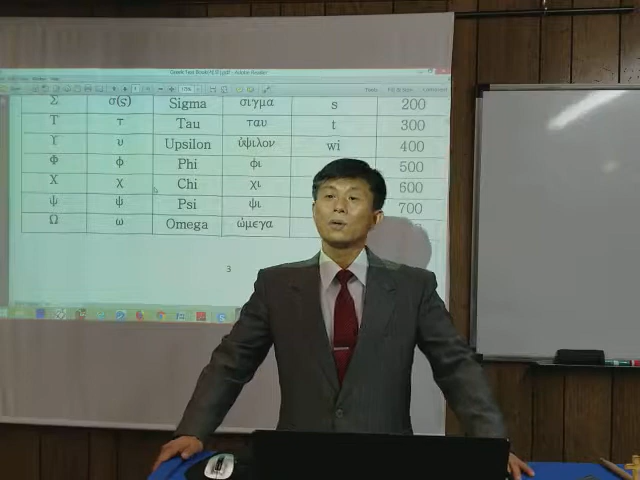 Σ σ(ς) Sigma σιγμα s 200
Τ τ Tau ταυ t 300
Υ υ Upsilon ὑψιλον wi 400
Φ ϕ Phi φι 500
Χ χ Chi χι 600
Ψ ψ Psi ψι 700
Ω ω Omega ὠμεγα
3